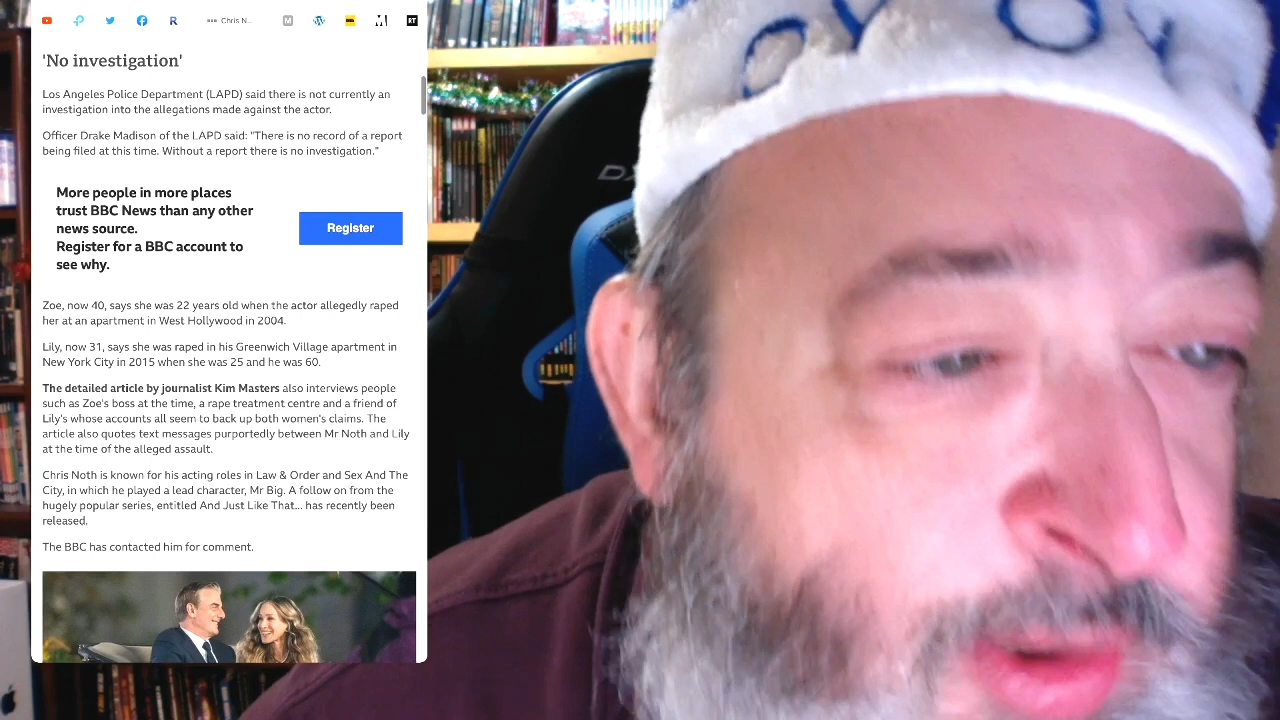 Chris N...
M
RT
'No investigation'
Los Angeles Police Department (LAPD) said there is not currently an
investigation into the allegations made against the actor.
Officer Drake Madison of the LAPD said: "There is no record of a report
being filed at this time. Without a report there is no investigation."
More people in more places
trust BBC News than any other
news source.
Register for a BBC account to
see why.
Register
Zoe, now 40, says she was 22 years old when the actor allegedly raped
her at an apartment in West Hollywood in 2004.
Lily, now 31, says she was raped in his Greenwich Village apartment in
New York City in 2015 when she was 25 and he was 60.
The detailed article by journalist Kim Masters also interviews people
such as Zoe's boss at the time, a rape treatment centre and a friend of
Lily's whose accounts all seem to back up both women's claims. The
article also quotes text messages purportedly between Mr Noth and Lily
at the time of the alleged assault.
Chris Noth is known for his acting roles in Law & Order and Sex And The
City, in which he played a lead character, Mr Big. A follow on from the
hugely popular series, entitled And Just Like That... has recently been
released.
The BBC has contacted him for comment.